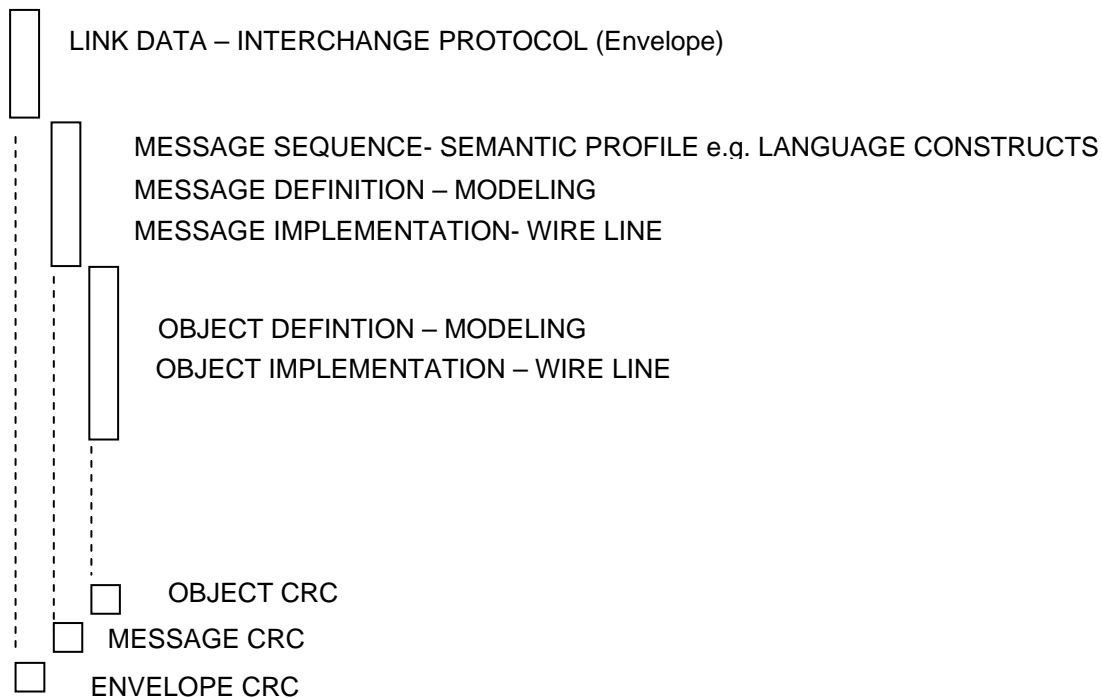 LINK DATA – INTERCHANGE PROTOCOL (Envelope)
MESSAGE SEQUENCE- SEMANTIC PROFILE e.g. LANGUAGE CONSTRUCTS
MESSAGE DEFINITION – MODELING
MESSAGE IMPLEMENTATION- WIRE LINE
OBJECT DEFINTION – MODELING
OBJECT IMPLEMENTATION – WIRE LINE
OBJECT CRC
MESSAGE CRC
ENVELOPE CRC